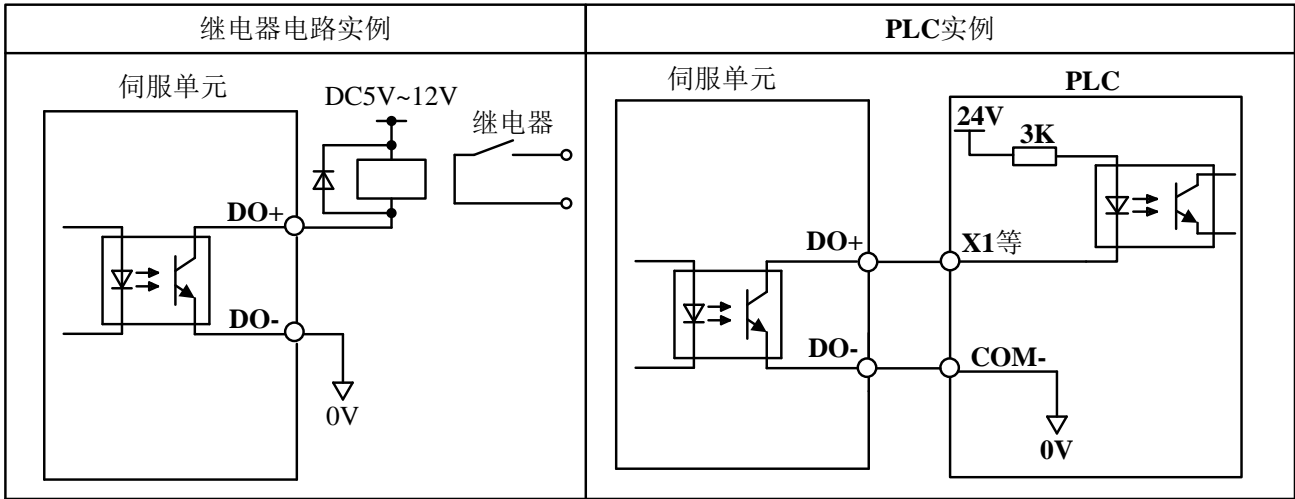 继电器电路实例
伺服单元
DC5V~12V
继电器
DO+
DO-
0V
PLC实例
伺服单元
PLC
24V
3K
DO+
X1等
DO-
COM-
0V